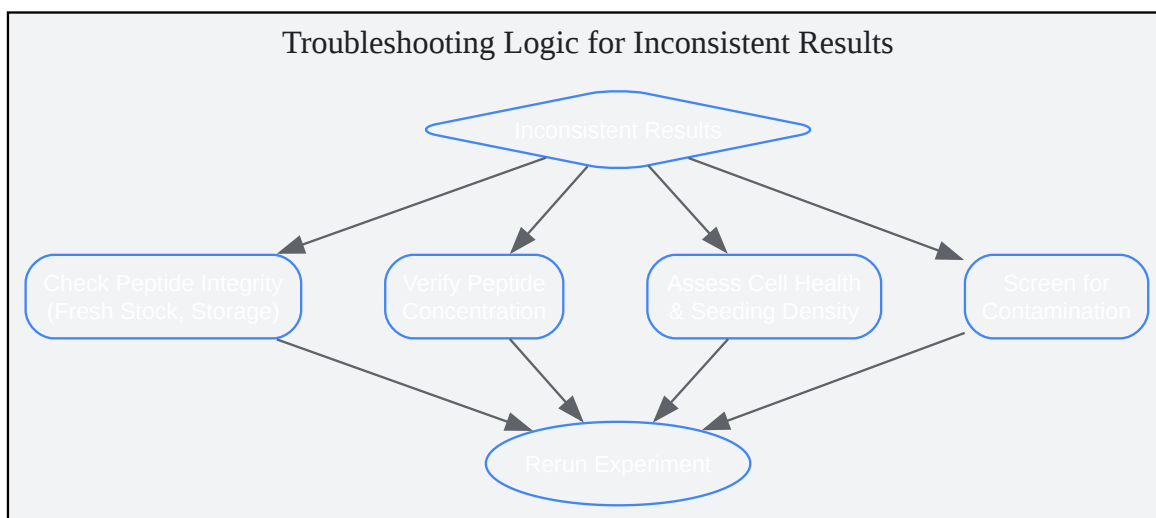 Troubleshooting Logic for Inconsistent Results
Inconsistent Results
Check Peptide Integrity
(Fresh Stock, Storage)
Verify Peptide
Concentration
Assess Cell Health
& Seeding Density
Screen for
Contamination
Rerun Experiment